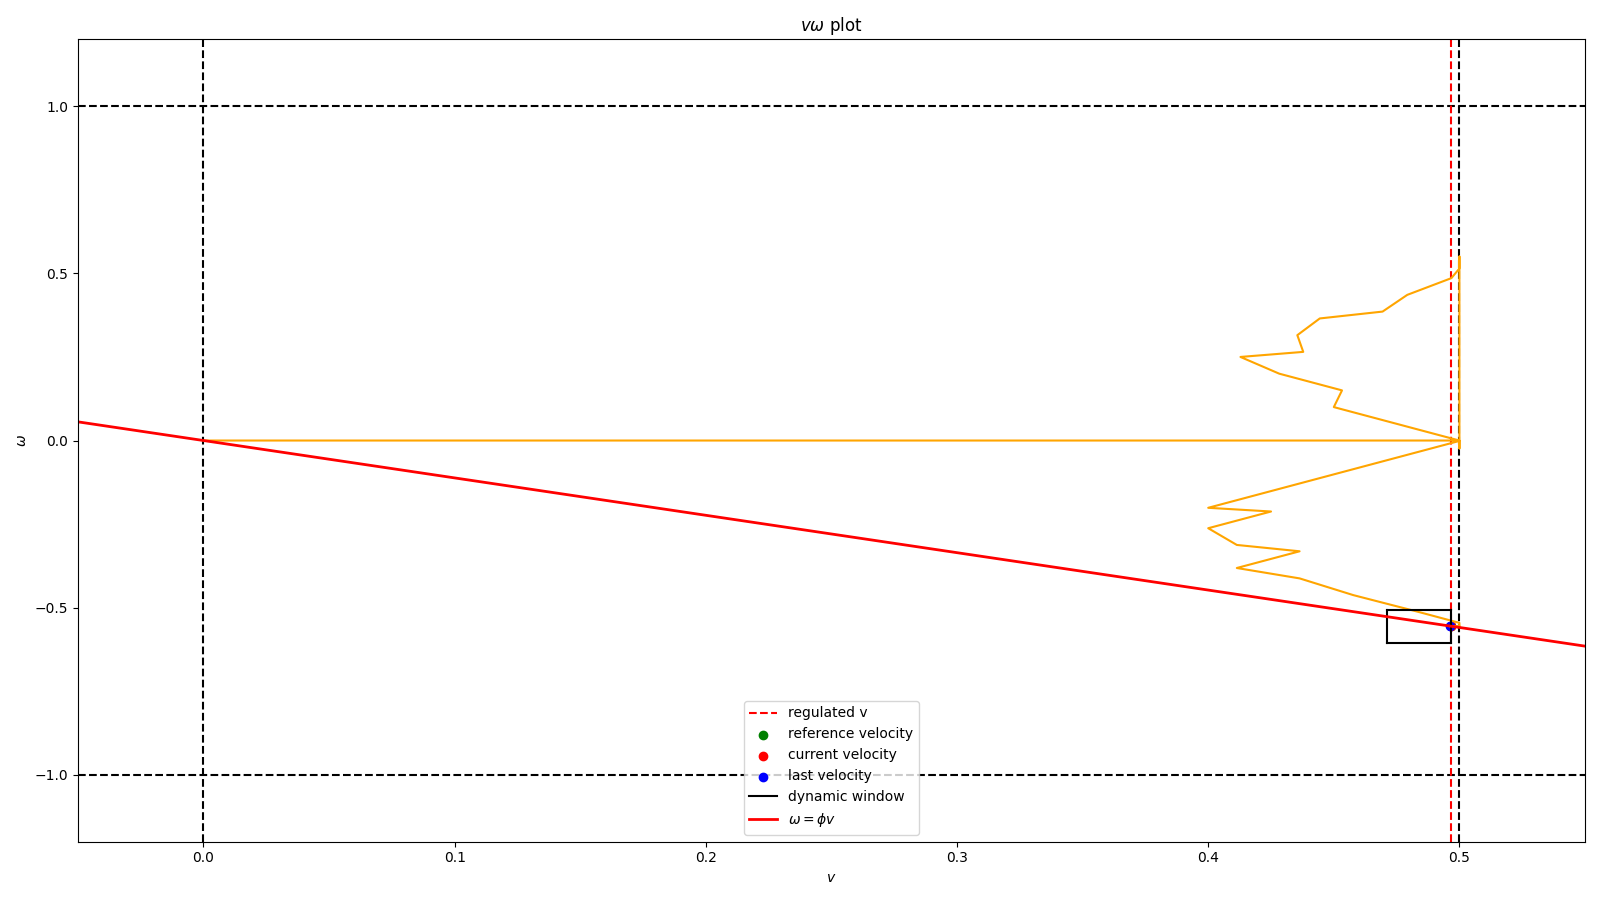 vω plot
1.0
0.5
0.0
−0.5
−1.0
ω
regulated v
reference velocity
current velocity
last velocity
dynamic window
ω = ϕv
0.0 0.1 0.2 0.3 0.4 0.5
v